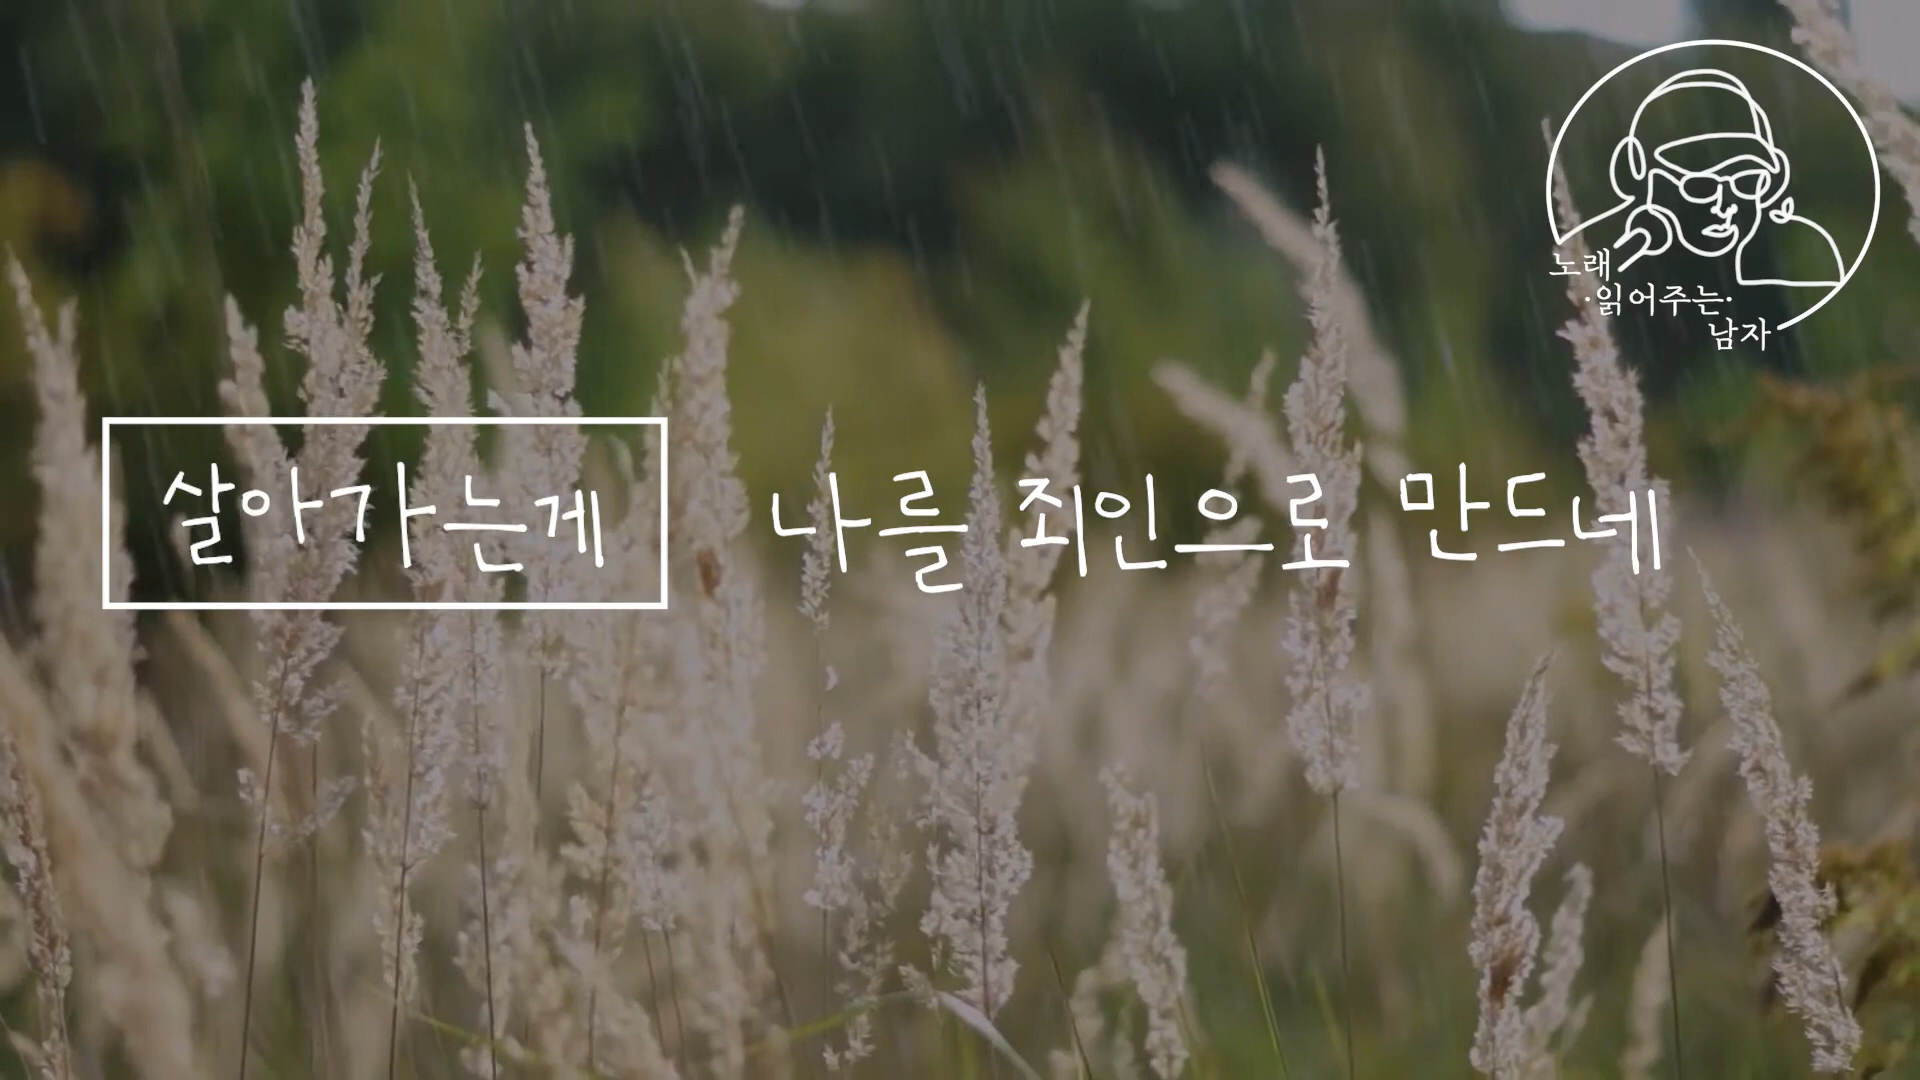 노래
·읽어주는·
남자
살아가는게 나를 죄인으로 만드네